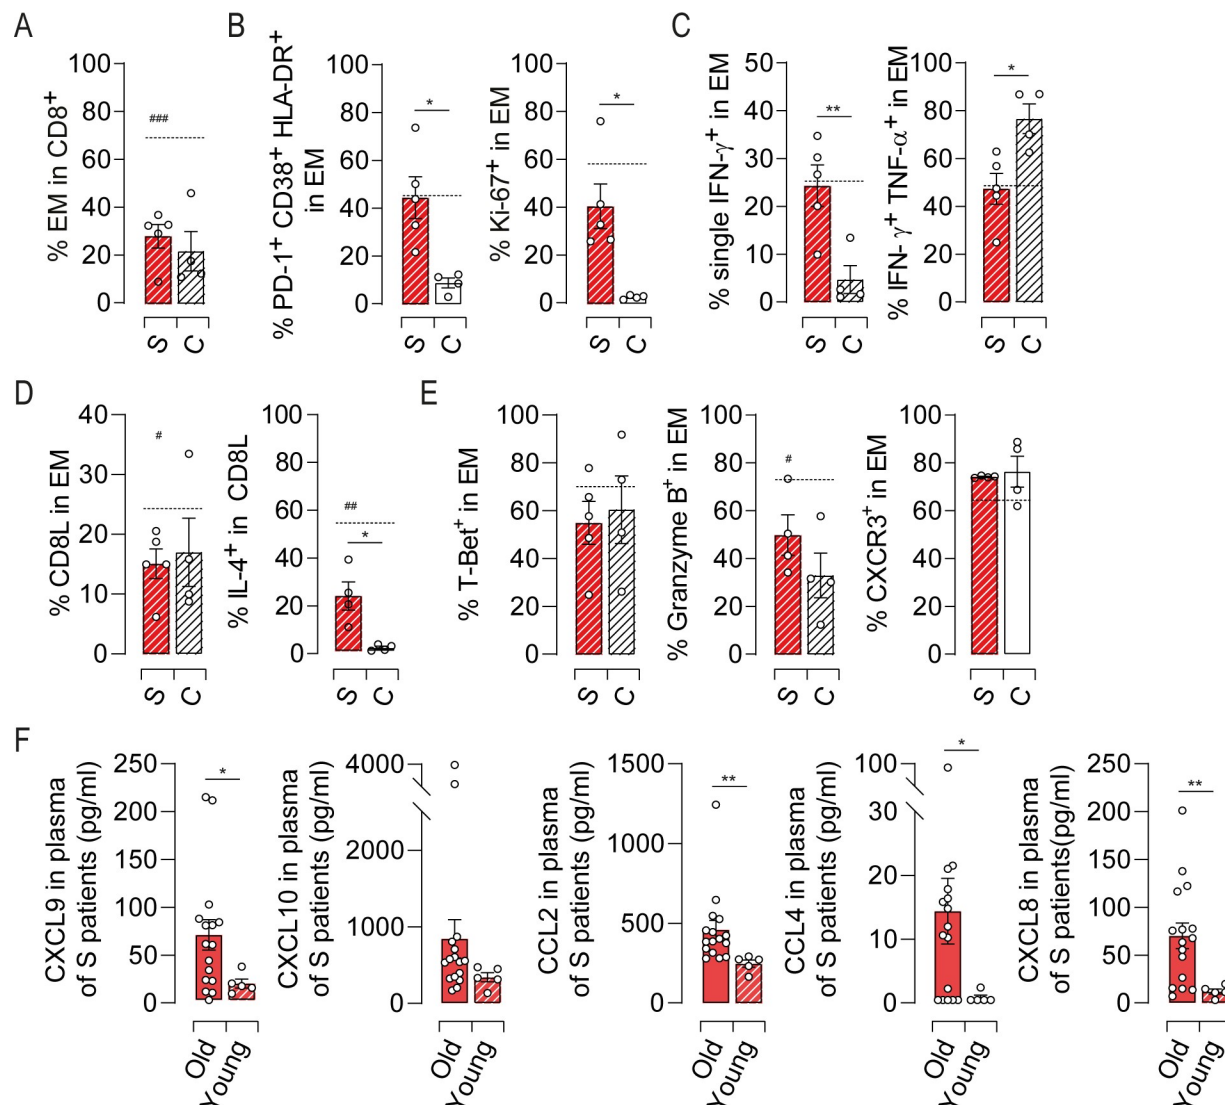 A
% EM in CD8+
100
80
60
40
20
0
###
S
C
B
% PD-1+ CD38+ HLA-DR+
in EM
100
80
60
40
20
0
*
S
C
% Ki-67+ in EM
100
80
60
40
20
0
*
S
C
C
% single IFN-γ+ in EM
50
40
30
20
10
0
**
S
C
% IFN- γ+ TNF-α+ in EM
100
80
60
40
20
0
*
S
C
D
% CD8L in EM
40
30
20
10
0
#
S
C
% IL-4+ in CD8L
100
80
60
40
20
0
##
*
S
C
E
% T-Bet+ in EM
100
80
60
40
20
0
S
C
% Granzyme B+ in EM
100
80
60
40
20
0
#
S
C
% CXCR3+ in EM
100
80
60
40
20
0
S
C
F
CXCL9 in plasma
of S patients (pg/ml)
250
200
150
100
50
0
*
Old
Young
CXCL10 in plasma
of S patients (pg/ml)
4000
2000
1000
0
Old
Young
CCL2 in plasma
of S patients (pg/ml)
1500
1000
500
0
**
Old
Young
CCL4 in plasma
of S patients (pg/ml)
100
30
20
10
0
*
Old
Young
CXCL8 in plasma
of S patients(pg/ml)
250
200
150
100
50
0
**
Old
Young